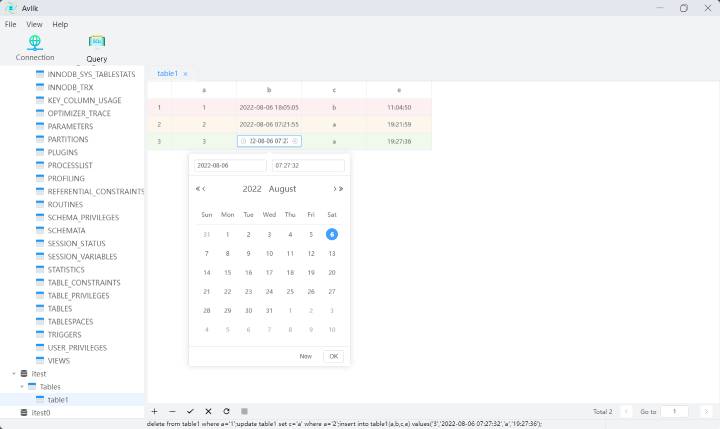 Avlik
File View Help
Connection Query
INNODB_SYS_TABLESTATS
INNODB_TRX
KEY_COLUMN_USAGE
OPTIMIZER_TRACE
PARAMETERS
PARTITIONS
PLUGINS
PROCESSLIST
PROFILING
REFERENTIAL_CONSTRAINTS
ROUTINES
SCHEMA_PRIVILEGES
SCHEMATA
SESSION_STATUS
SESSION_VARIABLES
STATISTICS
TABLE_CONSTRAINTS
TABLE_PRIVILEGES
TABLES
TABLESPACES
TRIGGERS
USER_PRIVILEGES
VIEWS
itest
Tables
table1
itest0
table1 ×
a b c e
1 1 2022-08-06 18:05:05 b 11:04:50
2 2 2022-08-06 07:21:55 a 19:21:59
3 3 22-08-06 07:27 a 19:27:36
2022-08-06 07:27:32
« ‹ 2022 August › »
Sun Mon Tue Wed Thu Fri Sat
31 1 2 3 4 5 6
7 8 9 10 11 12 13
14 15 16 17 18 19 20
21 22 23 24 25 26 27
28 29 30 31 1 2 3
4 5 6 7 8 9 10
Now OK
Total 2 ‹ Go to 1 ›
delete from table1 where a='1';update table1 set c='a' where a='2';insert into table1(a,b,c,e) values('3','2022-08-06 07:27:32','a','19:27:36');